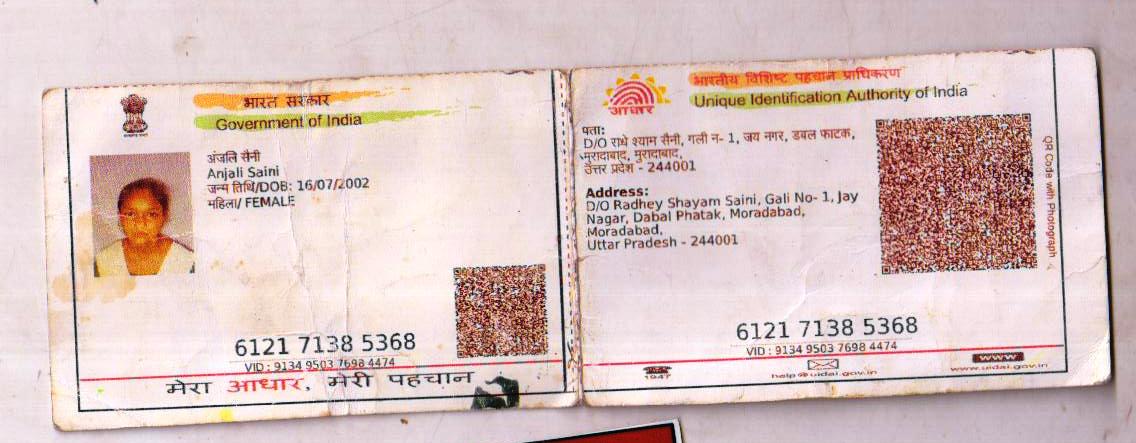 भारत सरकार
Government of India
अंजलि सैनी
Anjali Saini
जन्म तिथि/DOB: 16/07/2002
महिला/ FEMALE
6121 7138 5368
VID : 9134 9503 7698 4474
मेरा आधार, मेरी पहचान
भारतीय विशिष्ट पहचान प्राधिकरण
Unique Identification Authority of India
आधार
पता:
D/O राधे श्याम सैनी, गली न- 1, जय नगर, डबल फाटक,
मुरादाबाद, मुरादाबाद,
उत्तर प्रदेश - 244001
Address:
D/O Radhey Shayam Saini, Gali No- 1, Jay
Nagar, Dabal Phatak, Moradabad,
Moradabad,
Uttar Pradesh - 244001
QR Code with Photograph
6121 7138 5368
VID : 9134 9503 7698 4474
1947
help@uidai.gov.in
www
www.uidai.gov.in